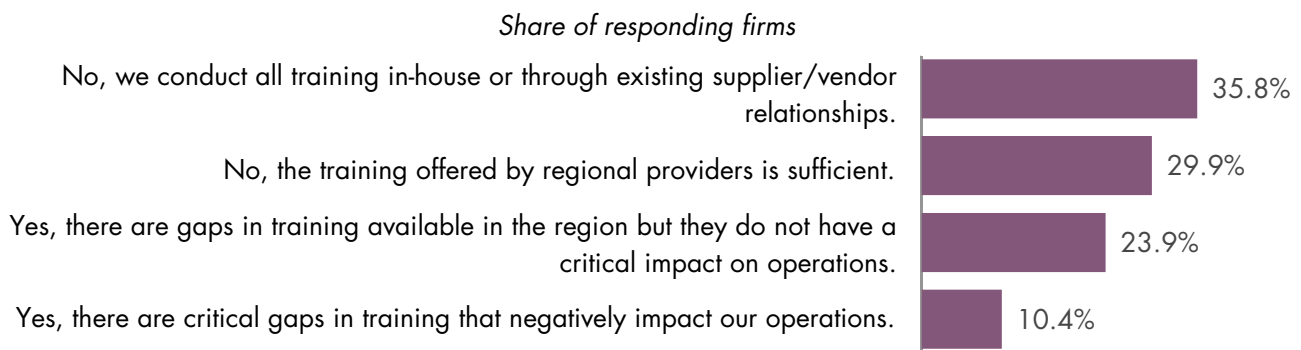 Share of responding firms
No, we conduct all training in-house or through existing supplier/vendor
relationships.
35.8%
No, the training offered by regional providers is sufficient.
29.9%
Yes, there are gaps in training available in the region but they do not have a
critical impact on operations.
23.9%
Yes, there are critical gaps in training that negatively impact our operations.
10.4%